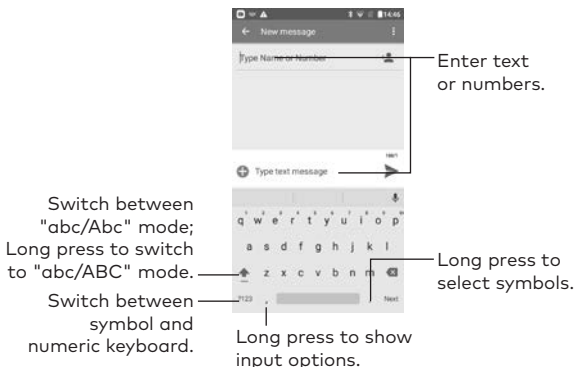 14:46
New message
Type Name or Number
Enter text
or numbers.
Type text message
Switch between
"abc/Abc" mode;
Long press to switch
to "abc/ABC" mode.
q w e r t y u i o p
a s d f g h j k l
z x c v b n m
Long press to
select symbols.
Switch between
symbol and
numeric keyboard.
?123 , . Next
Long press to show
input options.